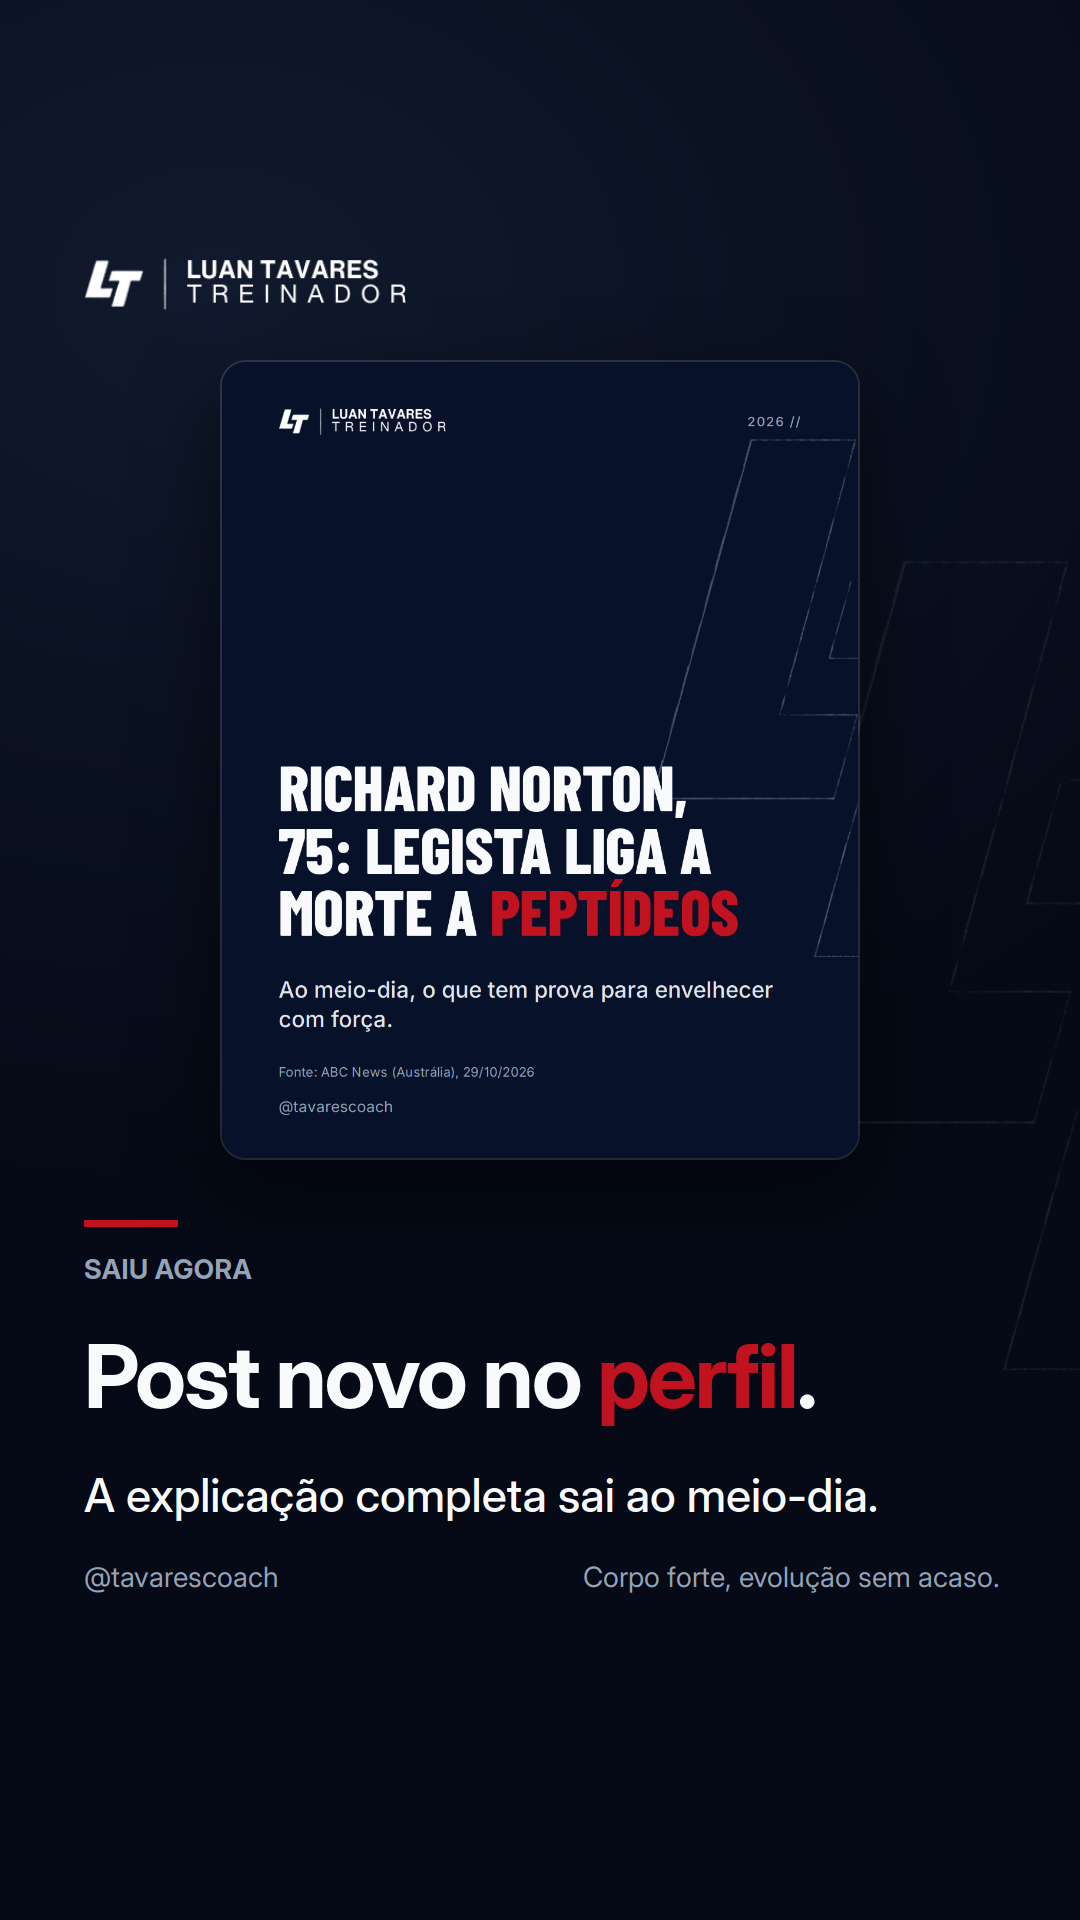 LT
LUAN TAVARES
TREINADOR
LT
LUAN TAVARES
TREINADOR
2026 //
RICHARD NORTON,
75: LEGISTA LIGA A
MORTE A PEPTÍDEOS
Ao meio-dia, o que tem prova para envelhecer
com força.
Fonte: ABC News (Austrália), 29/10/2026
@tavarescoach
SAIU AGORA
Post novo no perfil.
A explicação completa sai ao meio-dia.
@tavarescoach
Corpo forte, evolução sem acaso.